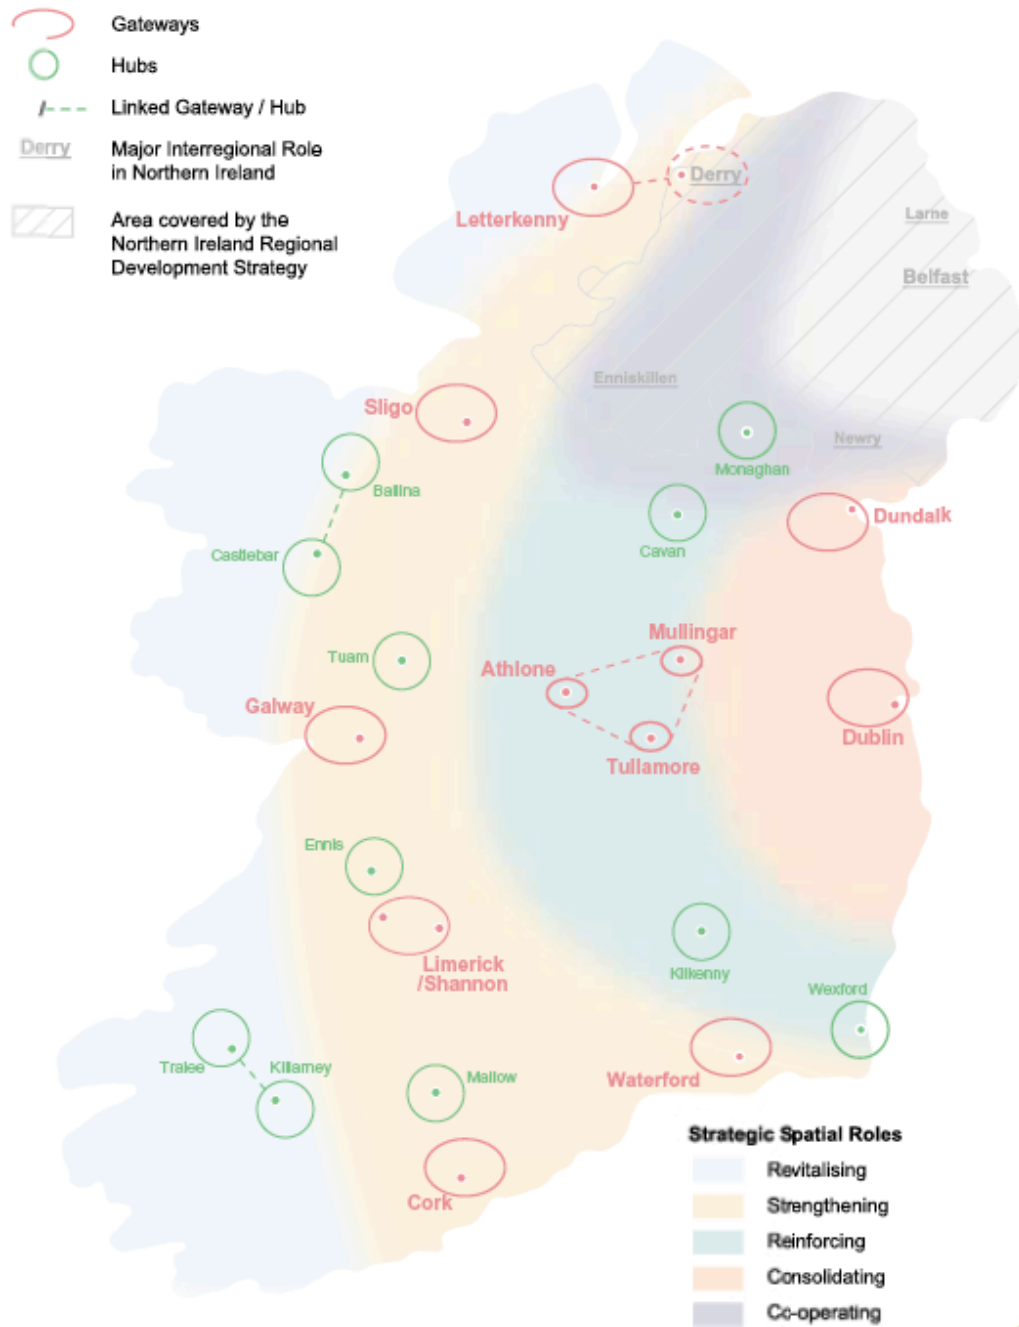 Gateways
Hubs
Linked Gateway / Hub
Derry
Major Interregional Role
in Northern Ireland
Area covered by the
Northern Ireland Regional
Development Strategy
Derry
Letterkenny
Larne
Belfast
Enniskillen
Sligo
Newry
Monaghan
Ballina
Dundalk
Castlebar
Cavan
Mullingar
Tuam
Athlone
Galway
Dublin
Tullamore
Ennis
Limerick
/Shannon
Kilkenny
Wexford
Tralee
Killarney
Mallow
Waterford
Cork
Strategic Spatial Roles
Revitalising
Strengthening
Reinforcing
Consolidating
Co-operating